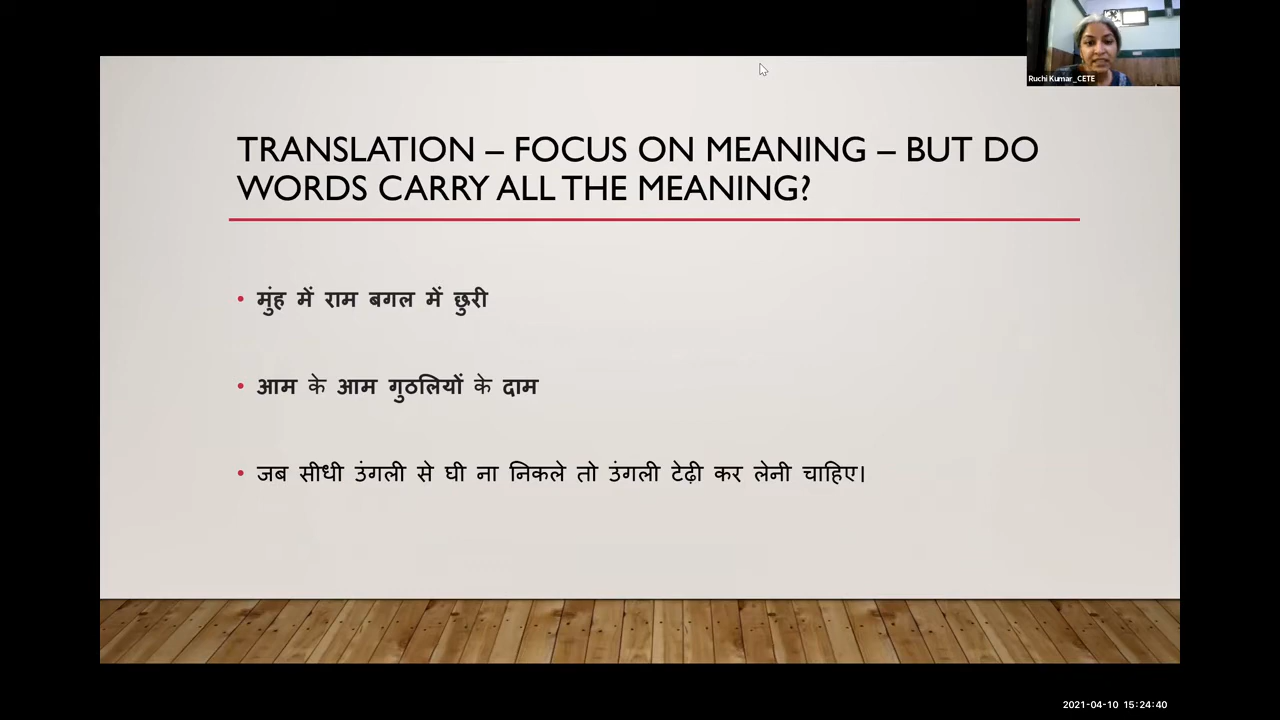 Ruchi Kumar_CETE
TRANSLATION – FOCUS ON MEANING – BUT DO
WORDS CARRY ALL THE MEANING?
• मुंह में राम बगल में छुरी
• आम के आम गुठलियों के दाम
• जब सीधी उंगली से घी ना निकले तो उंगली टेढ़ी कर लेनी चाहिए।
2021-04-10 15:24:40